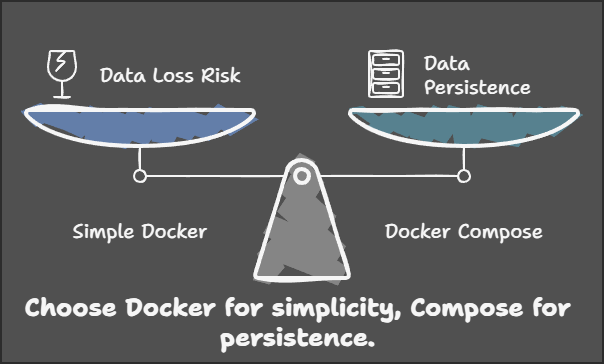 Data Loss Risk
Data
Persistence
Simple Docker
Docker Compose
Choose Docker for simplicity, Compose for
persistence.